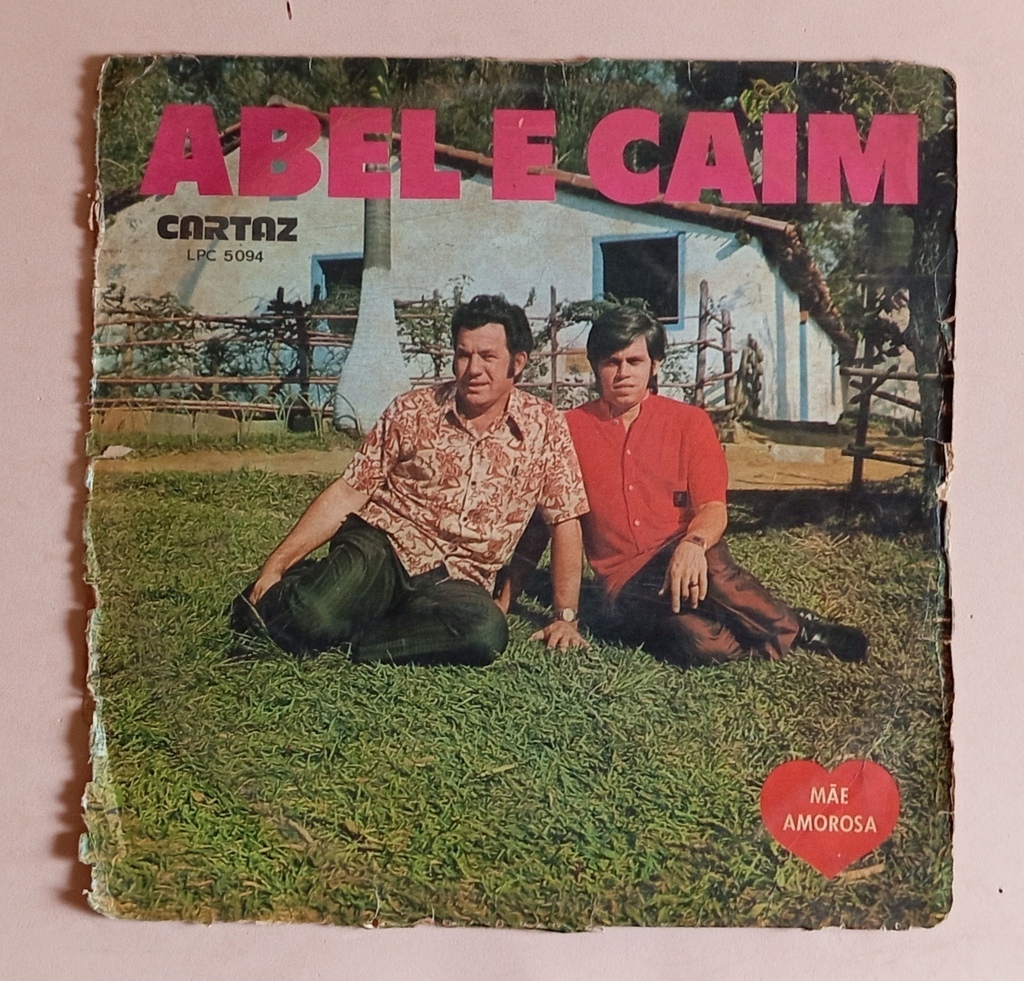 ABEL E CAIM
CARTAZ
LPC 5094
MÃE
AMOROSA